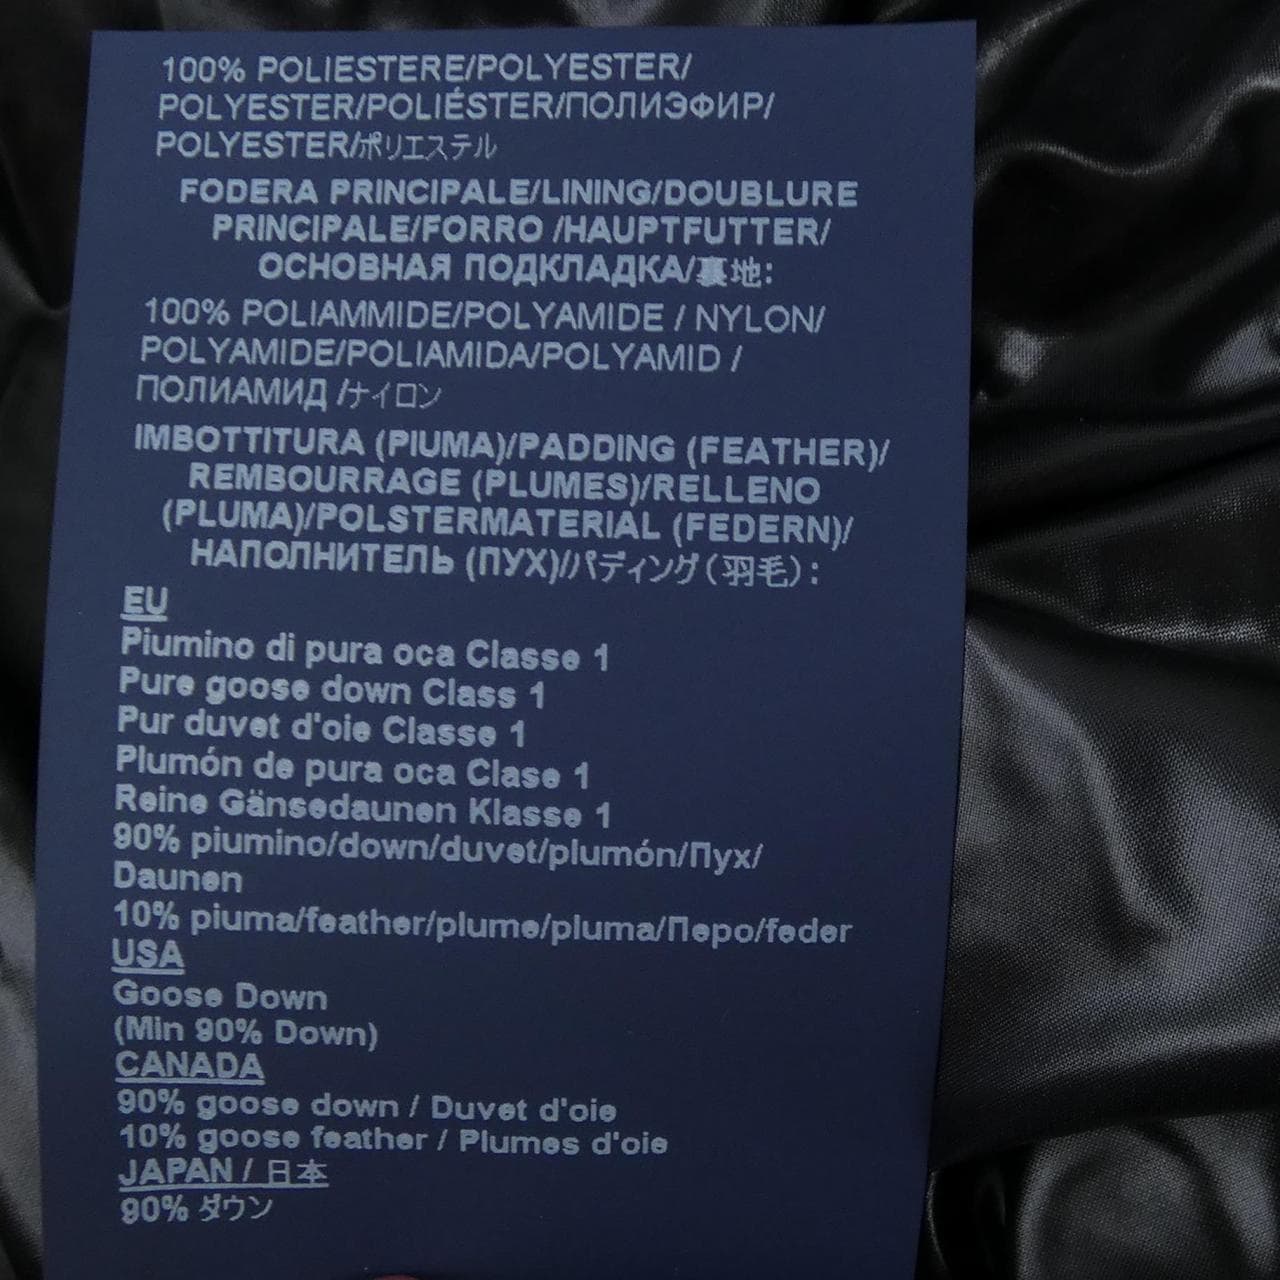 100% POLIESTERE/POLYESTER/
POLYESTER/POLIÉSTER/ПОЛИЭФИР/
POLYESTER/ポリエステル
FODERA PRINCIPALE/LINING/DOUBLURE
PRINCIPALE/FORRO /HAUPTFUTTER/
ОСНОВНАЯ ПОДКЛАДКА/裏地:
100% POLIAMMIDE/POLYAMIDE / NYLON/
POLYAMIDE/POLIAMIDA/POLYAMID /
ПОЛИАМИД /ナイロン
IMBOTTITURA (PIUMA)/PADDING (FEATHER)/
REMBOURRAGE (PLUMES)/RELLENO
(PLUMA)/POLSTERMATERIAL (FEDERN)/
НАПОЛНИТЕЛЬ (ПУХ)//パディング(羽毛):
EU
Piumino di pura oca Classe 1
Pure goose down Class 1
Pur duvet d'oie Classe 1
Plumón de pura oca Clase 1
Reine Gänsedaunen Klasse 1
90% piumino/down/duvet/plumón/Пух/
Daunen
10% piuma/feather/plume/pluma/Перо/feder
USA
Goose Down
(Min 90% Down)
CANADA
90% goose down / Duvet d'oie
10% goose feather / Plumes d'oie
JAPAN / 日本
90% ダウン